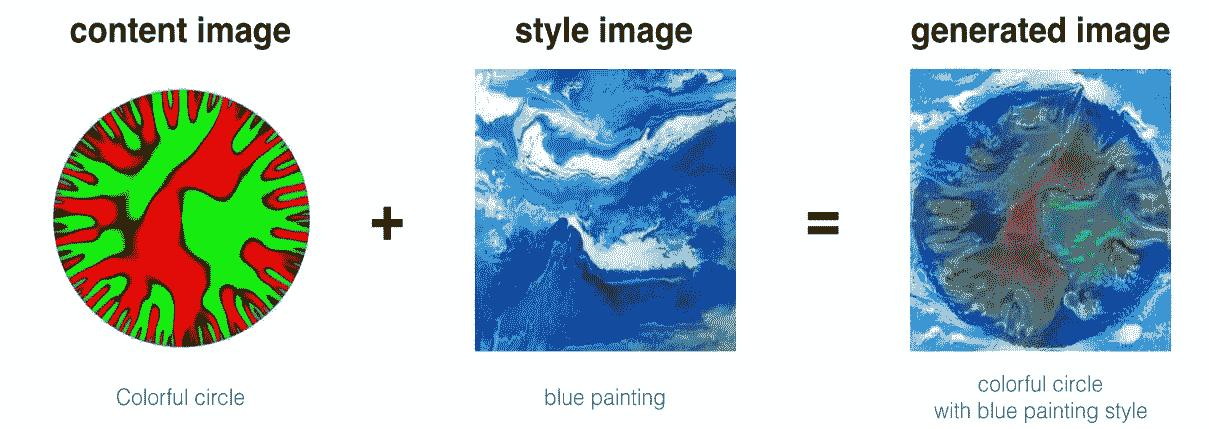 content image
style image
generated image
+
=
Colorful circle
blue painting
colorful circle
with blue painting style